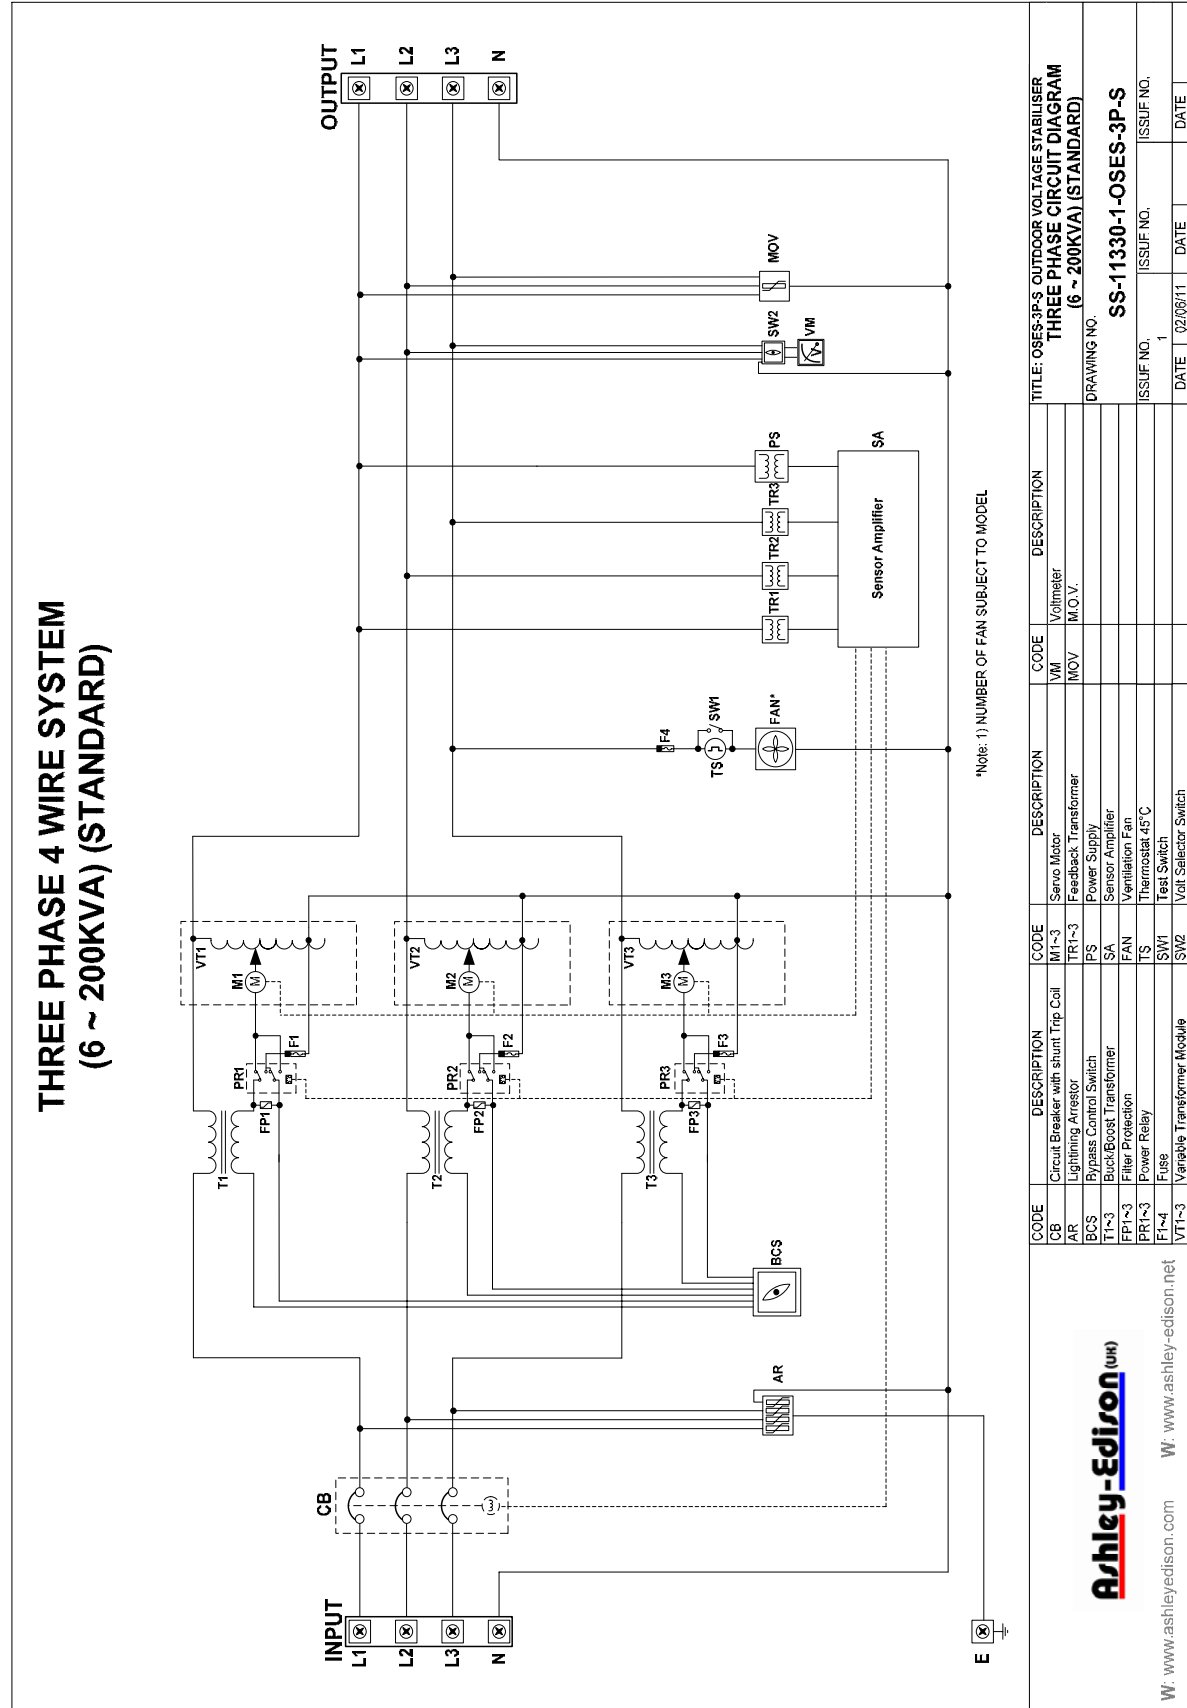 THREE PHASE 4 WIRE SYSTEM
(6 ~ 200KVA) (STANDARD)
INPUT
L1
L2
L3
N
E
CB
AR
BCS
T1
FP1
PR1
F1
M1
M
VT1
T2
FP2
PR2
F2
M2
M
VT2
T3
FP3
PR3
F3
M3
M
VT3
F4
TS
SW1
FAN*
TR1
TR2
TR3
PS
SA
Sensor Amplifier
SW2
VM
V
MOV
OUTPUT
L1
L2
L3
N
*Note: 1) NUMBER OF FAN SUBJECT TO MODEL
Ashley-Edison(UK)
W: www.ashleyedison.com W: www.ashley-edison.net
CODE DESCRIPTION
CB Circuit Breaker with shunt Trip Coil
AR Lightining Arrestor
BCS Bypass Control Switch
T1~3 Buck/Boost Transformer
FP1~3 Filter Protection
PR1~3 Power Relay
F1~4 Fuse
VT1~3 Variable Transformer Module
CODE DESCRIPTION
M1~3 Servo Motor
TR1~3 Feedback Transformer
PS Power Supply
SA Sensor Amplifier
FAN Ventilation Fan
TS Thermostat 45°C
SW1 Test Switch
SW2 Volt Selector Switch
CODE DESCRIPTION
VM Voltmeter
MOV M.O.V.
TITLE: OSES-3P-S OUTDOOR VOLTAGE STABILISER
THREE PHASE CIRCUIT DIAGRAM
(6 ~ 200KVA) (STANDARD)
DRAWING NO.
SS-11330-1-OSES-3P-S
ISSUE NO. 1 ISSUE NO. ISSUE NO.
DATE 02/06/11 DATE DATE